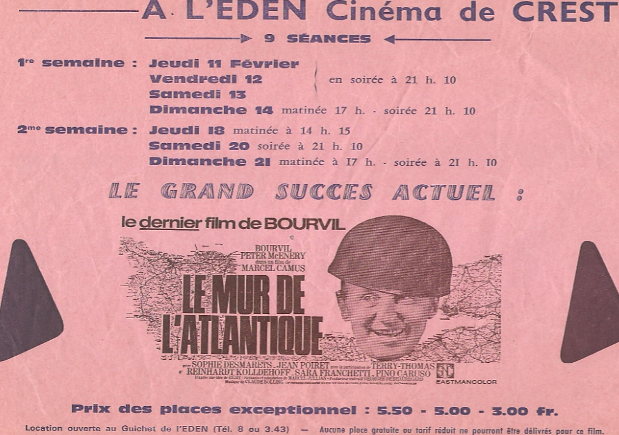 A L'EDEN Cinéma de CREST
9 SÉANCES
1re semaine : Jeudi 11 Février
Vendredi 12 en soirée à 21 h. 10
Samedi 13
Dimanche 14 matinée 17 h. - soirée 21 h. 10
2me semaine : Jeudi 18 matinée à 14 h. 15
Samedi 20 soirée à 21 h. 10
Dimanche 21 matinée à 17 h. - soirée à 21 h. 10
LE GRAND SUCCES ACTUEL :
le dernier film de BOURVIL
BOURVIL
PETER McENERY
dans un film de
MARCEL CAMUS
LE MUR DE
L'ATLANTIQUE
SOPHIE DESMARETS, JEAN POIRET avec la participation de TERRY-THOMAS
REINHARDT KOLLDEHOFF, SARA FRANCHETTI, PINO CARUSO
EASTMANCOLOR
Prix des places exceptionnel : 5.50 - 5.00 - 3.00 fr.
Location ouverte au Guichet de l'EDEN (Tél. 8 ou 3.43) — Aucune place gratuite ou tarif réduit ne pourront être délivrés pour ce film.